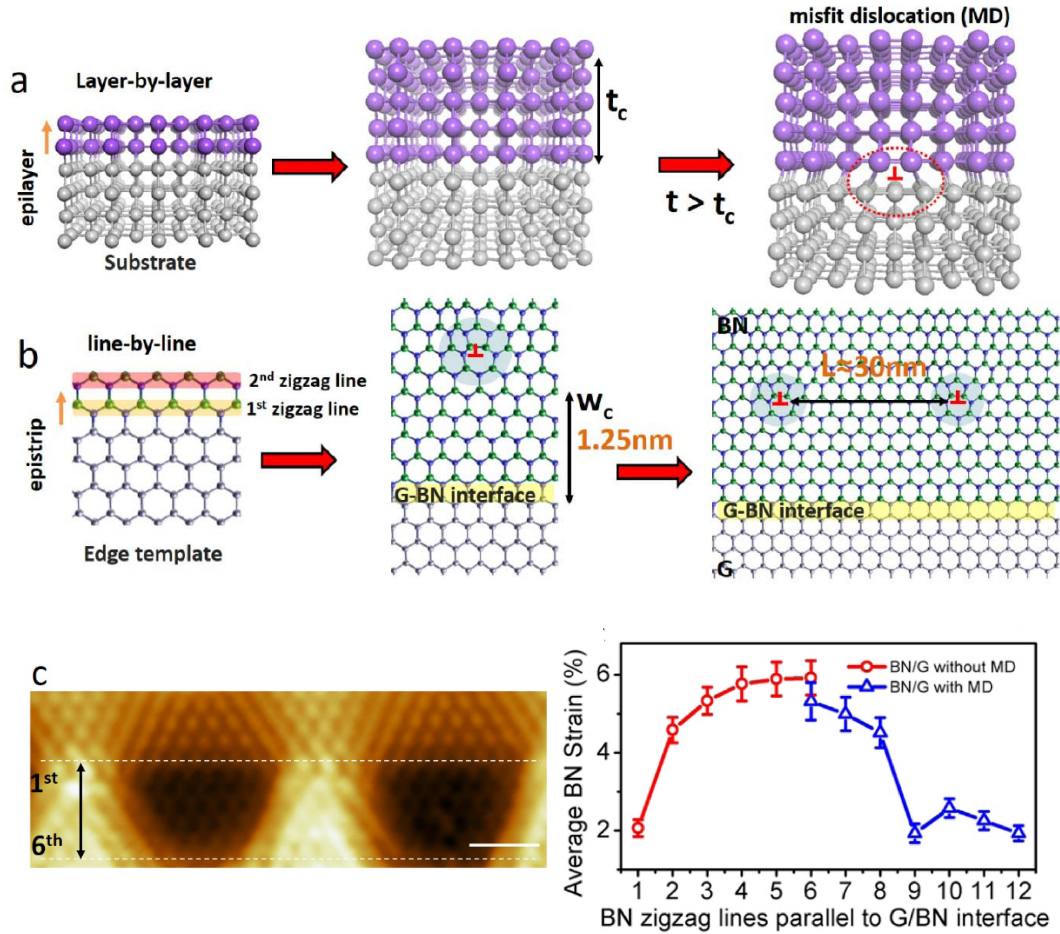 a
Layer-by-layer
epilayer
Substrate
t_c
t > t_c
misfit dislocation (MD)
⊥
b
line-by-line
2nd zigzag line
1st zigzag line
epistrip
Edge template
⊥
w_c
1.25nm
G-BN interface
BN
L≈30nm
⊥ ⊥
G-BN interface
G
c
1st
6th
BN/G without MD
BN/G with MD
Average BN Strain (%)
6
4
2
1 2 3 4 5 6 7 8 9 10 11 12
BN zigzag lines parallel to G/BN interface